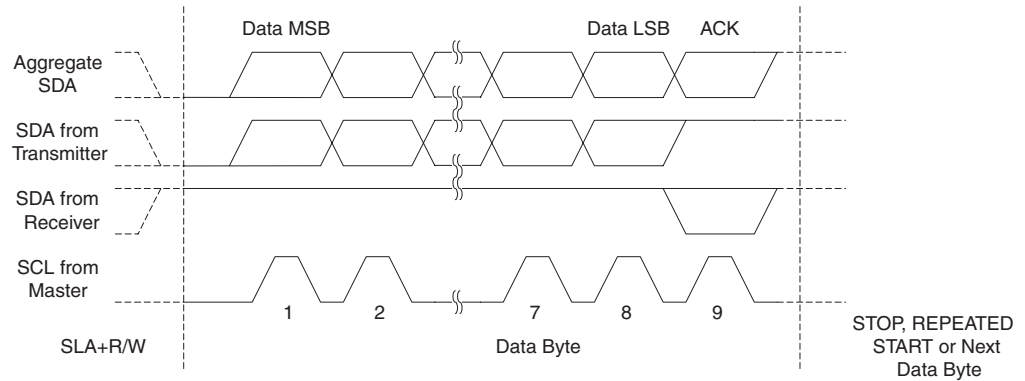 Data MSB
Data LSB
ACK
Aggregate
SDA
SDA from
Transmitter
SDA from
Receiver
SCL from
Master
1
2
7
8
9
SLA+R/W
Data Byte
STOP, REPEATED
START or Next
Data Byte